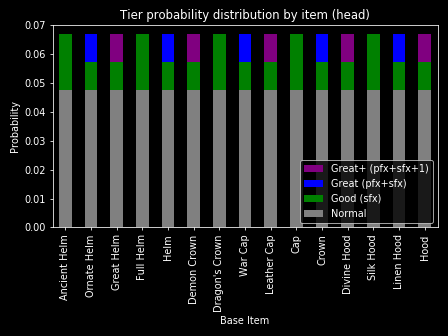 Tier probability distribution by item (head)
Probability
0.07
0.06
0.05
0.04
0.03
0.02
0.01
0.00
Great+ (pfx+sfx+1)
Great (pfx+sfx)
Good (sfx)
Normal
Ancient Helm
Ornate Helm
Great Helm
Full Helm
Helm
Demon Crown
Dragon's Crown
War Cap
Leather Cap
Cap
Crown
Divine Hood
Silk Hood
Linen Hood
Hood
Base Item